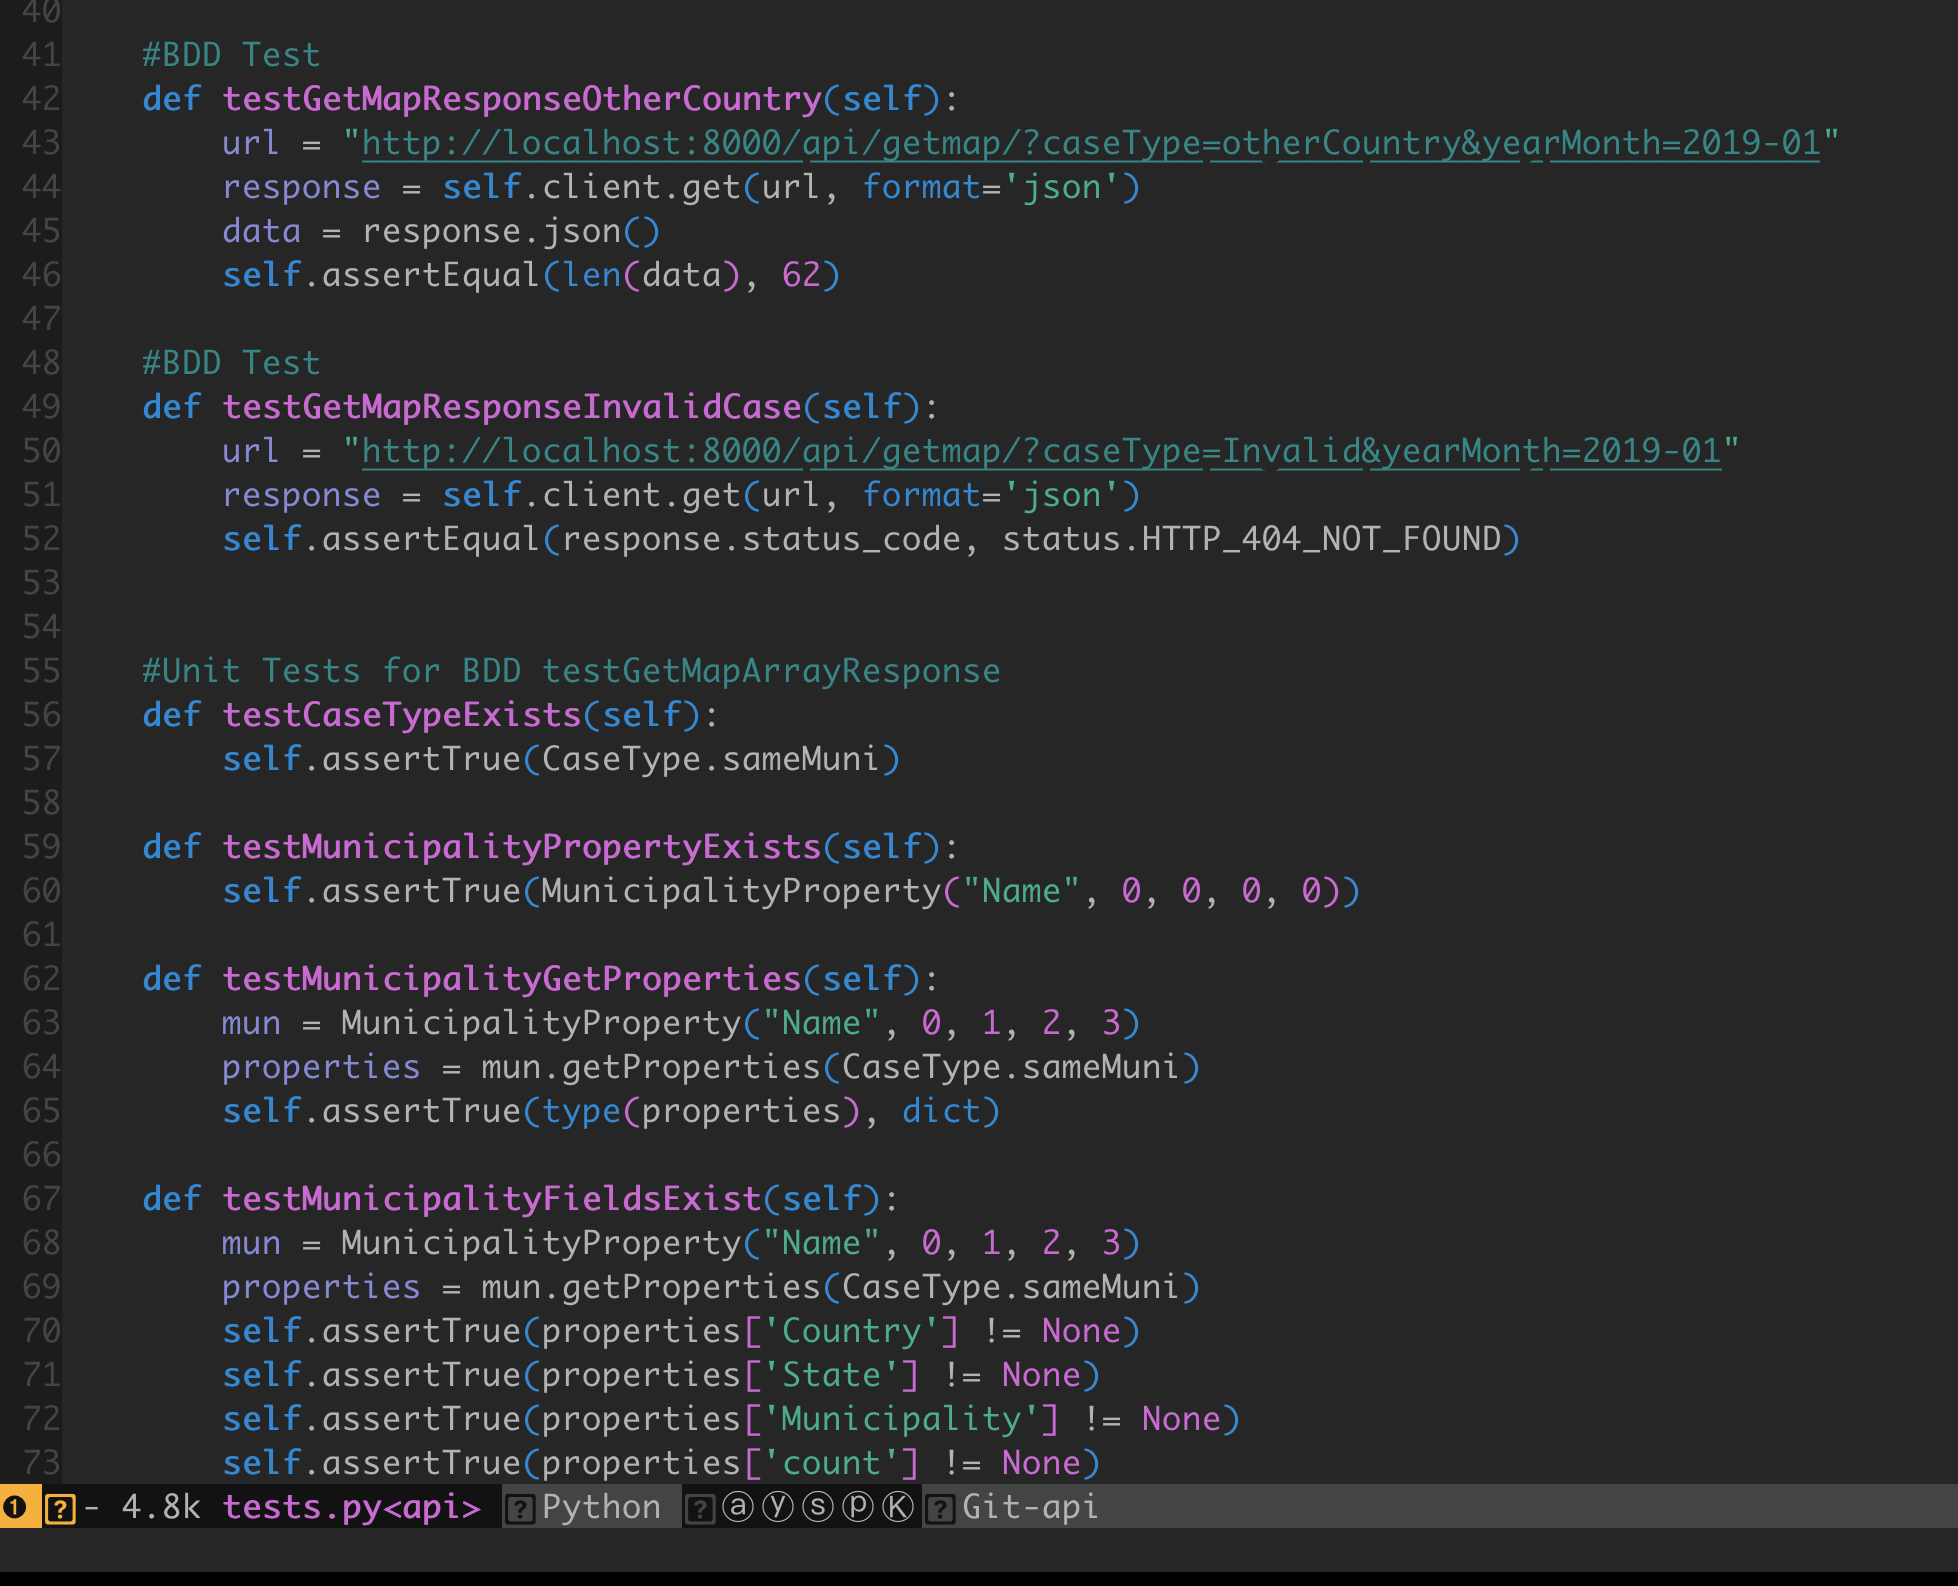 40
41 #BDD Test
42 def testGetMapResponseOtherCountry(self):
43 url = "http://localhost:8000/api/getmap/?caseType=otherCountry&yearMonth=2019-01"
44 response = self.client.get(url, format='json')
45 data = response.json()
46 self.assertEqual(len(data), 62)
47
48 #BDD Test
49 def testGetMapResponseInvalidCase(self):
50 url = "http://localhost:8000/api/getmap/?caseType=Invalid&yearMonth=2019-01"
51 response = self.client.get(url, format='json')
52 self.assertEqual(response.status_code, status.HTTP_404_NOT_FOUND)
53
54
55 #Unit Tests for BDD testGetMapArrayResponse
56 def testCaseTypeExists(self):
57 self.assertTrue(CaseType.sameMuni)
58
59 def testMunicipalityPropertyExists(self):
60 self.assertTrue(MunicipalityProperty("Name", 0, 0, 0, 0))
61
62 def testMunicipalityGetProperties(self):
63 mun = MunicipalityProperty("Name", 0, 1, 2, 3)
64 properties = mun.getProperties(CaseType.sameMuni)
65 self.assertTrue(type(properties), dict)
66
67 def testMunicipalityFieldsExist(self):
68 mun = MunicipalityProperty("Name", 0, 1, 2, 3)
69 properties = mun.getProperties(CaseType.sameMuni)
70 self.assertTrue(properties['Country'] != None)
71 self.assertTrue(properties['State'] != None)
72 self.assertTrue(properties['Municipality'] != None)
73 self.assertTrue(properties['count'] != None)
❶ ? - 4.8k tests.py<api> ? Python ? ⓐⓨⓢⓟⓀ ? Git-api